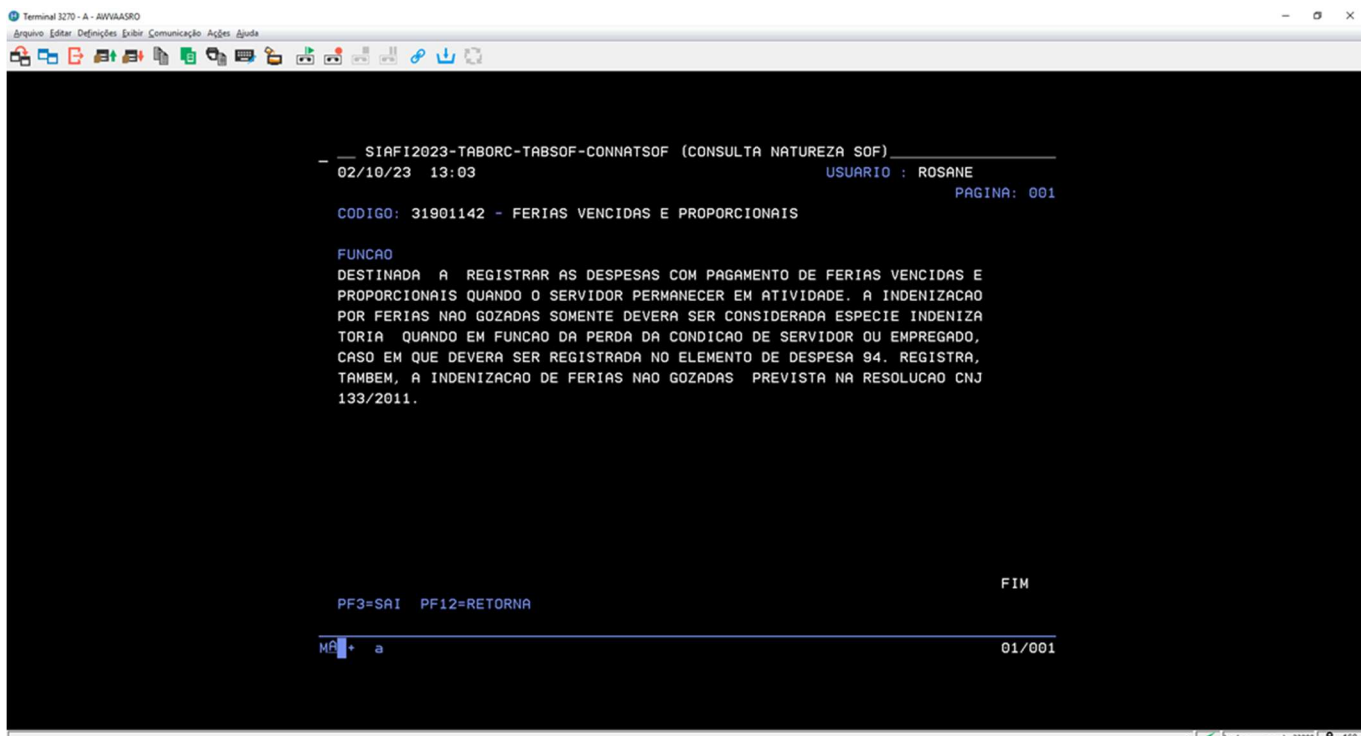 Terminal 3270 - A - AWVAASRO
Arquivo Editar Definições Exibir Comunicação Ações Ajuda
__ SIAFI2023-TABORC-TABSOF-CONNATSOF (CONSULTA NATUREZA SOF)__________________
02/10/23 13:03 USUARIO : ROSANE
PAGINA: 001
CODIGO: 31901142 - FERIAS VENCIDAS E PROPORCIONAIS
FUNCAO
DESTINADA A REGISTRAR AS DESPESAS COM PAGAMENTO DE FERIAS VENCIDAS E
PROPORCIONAIS QUANDO O SERVIDOR PERMANECER EM ATIVIDADE. A INDENIZACAO
POR FERIAS NAO GOZADAS SOMENTE DEVERA SER CONSIDERADA ESPECIE INDENIZA
TORIA QUANDO EM FUNCAO DA PERDA DA CONDICAO DE SERVIDOR OU EMPREGADO,
CASO EM QUE DEVERA SER REGISTRADA NO ELEMENTO DE DESPESA 94. REGISTRA,
TAMBEM, A INDENIZACAO DE FERIAS NAO GOZADAS PREVISTA NA RESOLUCAO CNJ
133/2011.
FIM
PF3=SAI PF12=RETORNA
MA + a 01/001